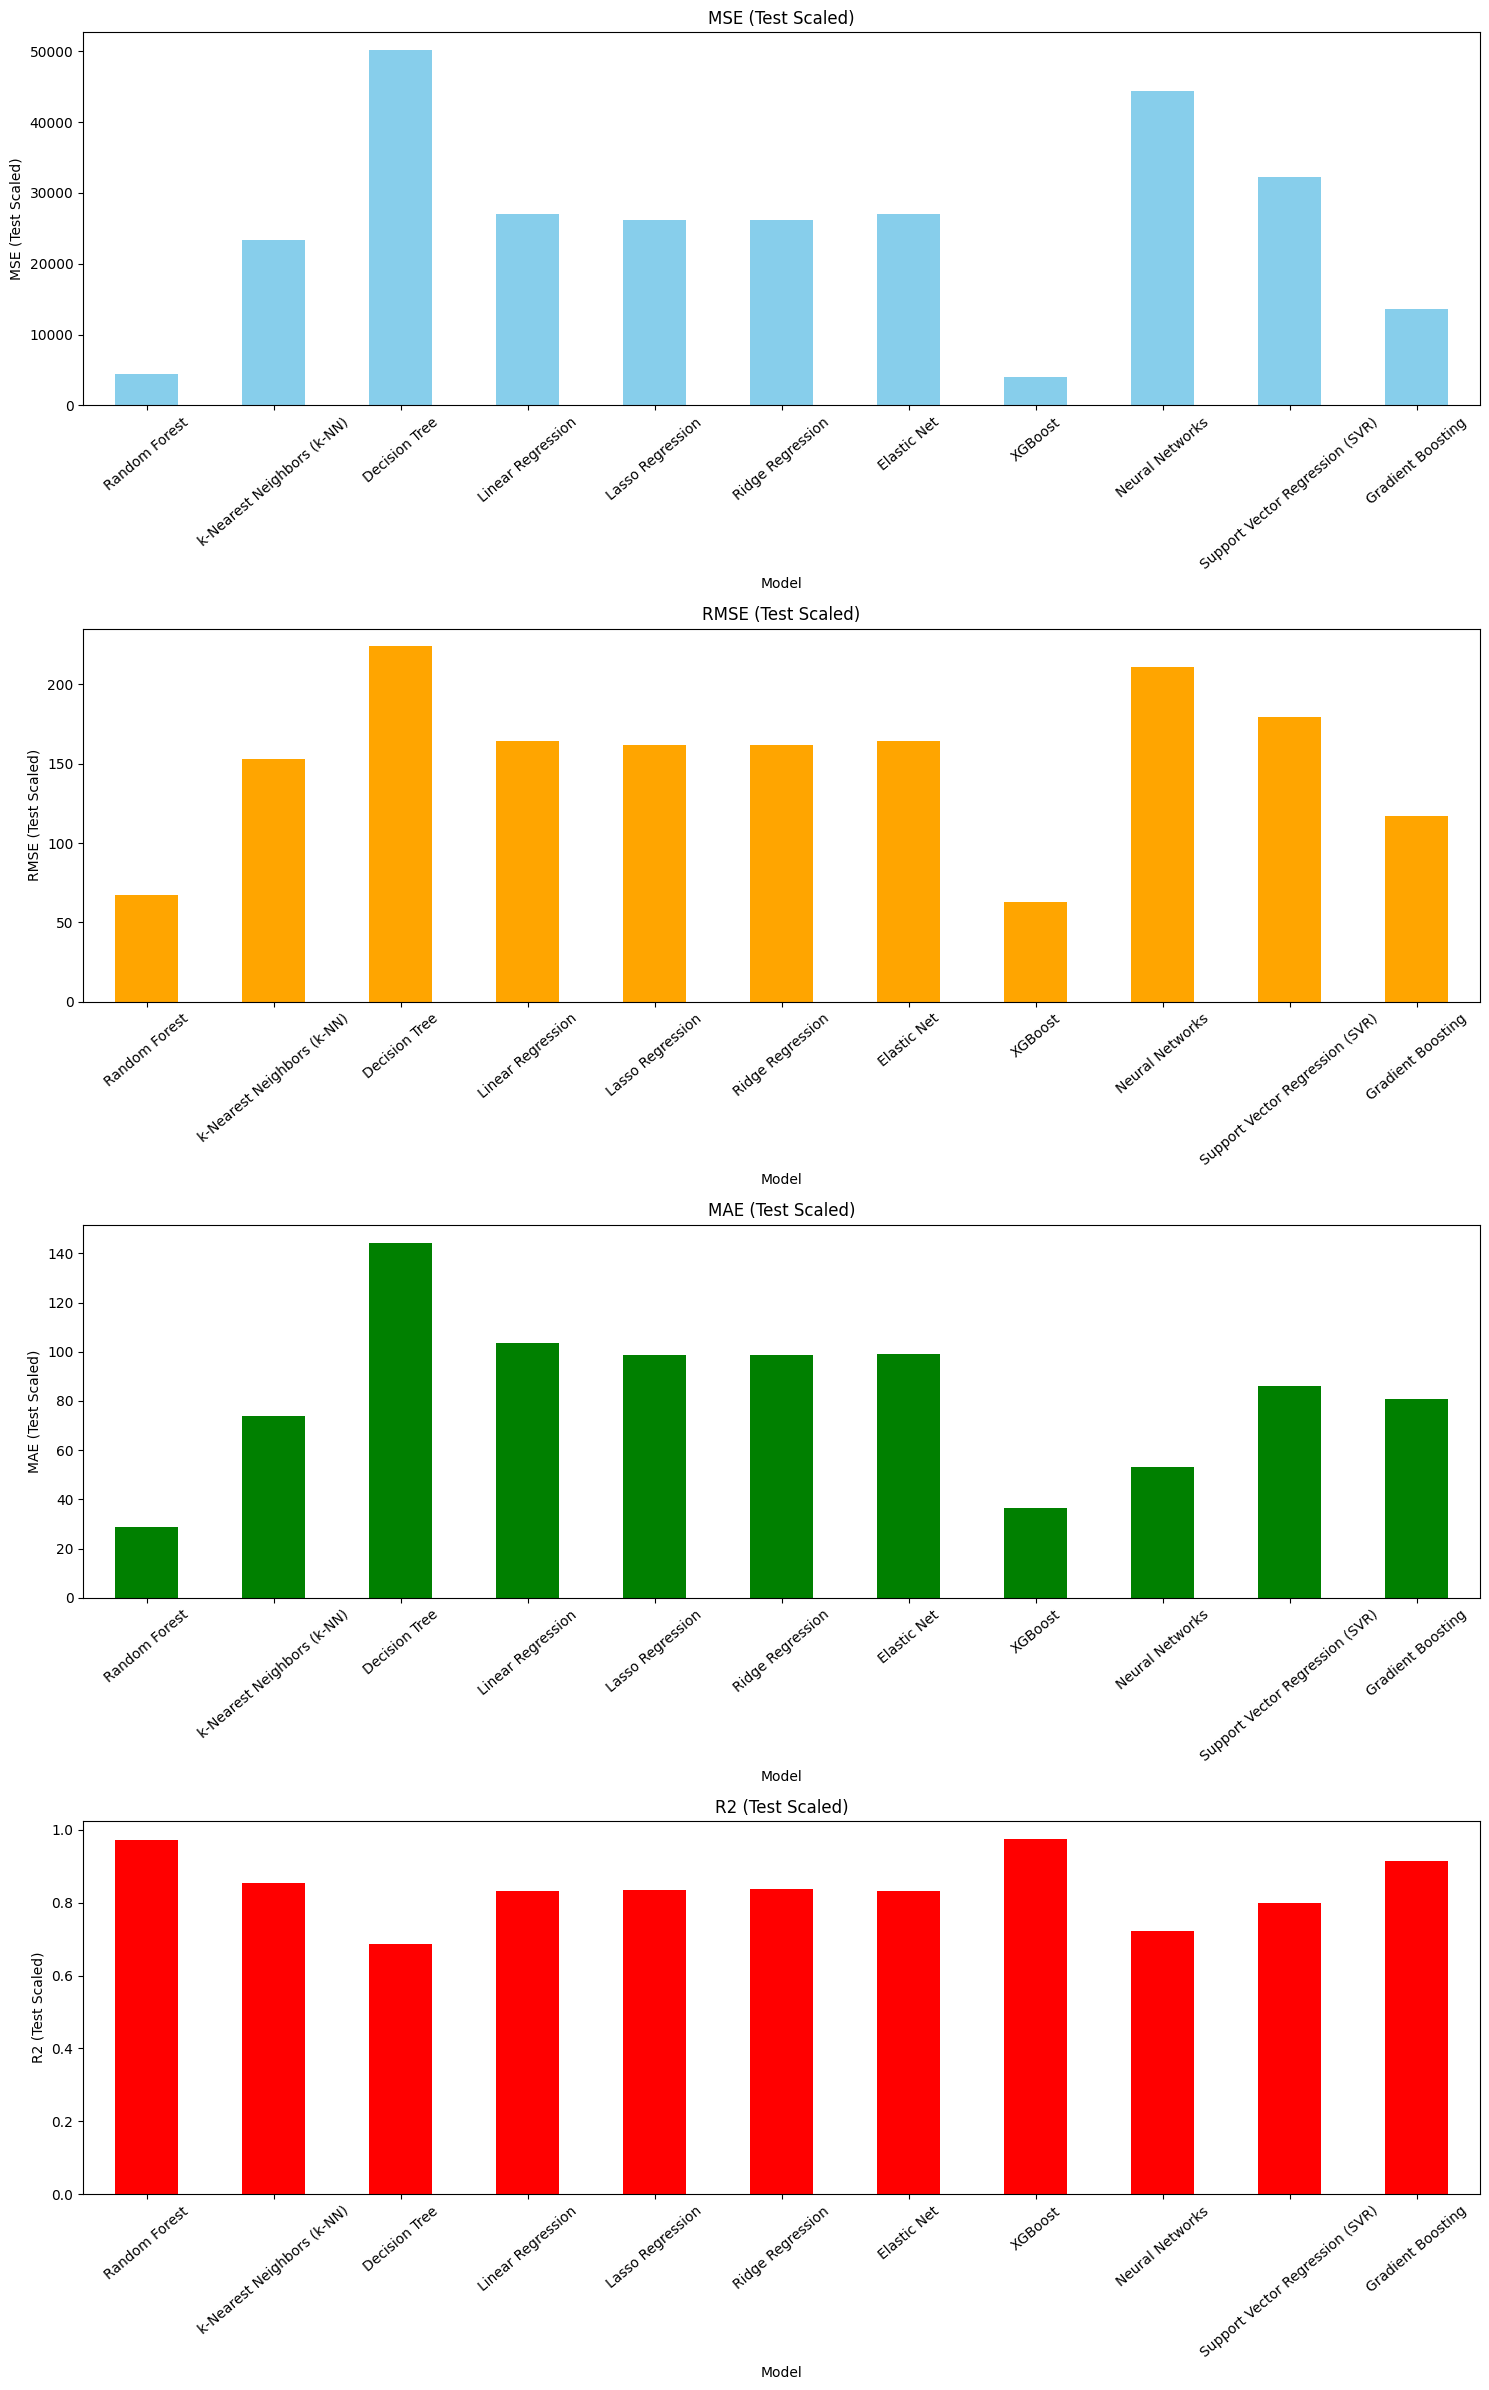 MSE (Test Scaled)
MSE (Test Scaled)
50000
40000
30000
20000
10000
0
Random Forest
k-Nearest Neighbors (k-NN)
Decision Tree
Linear Regression
Lasso Regression
Ridge Regression
Elastic Net
XGBoost
Neural Networks
Support Vector Regression (SVR)
Gradient Boosting
Model
RMSE (Test Scaled)
RMSE (Test Scaled)
200
150
100
50
0
Random Forest
k-Nearest Neighbors (k-NN)
Decision Tree
Linear Regression
Lasso Regression
Ridge Regression
Elastic Net
XGBoost
Neural Networks
Support Vector Regression (SVR)
Gradient Boosting
Model
MAE (Test Scaled)
MAE (Test Scaled)
140
120
100
80
60
40
20
0
Random Forest
k-Nearest Neighbors (k-NN)
Decision Tree
Linear Regression
Lasso Regression
Ridge Regression
Elastic Net
XGBoost
Neural Networks
Support Vector Regression (SVR)
Gradient Boosting
Model
R2 (Test Scaled)
R2 (Test Scaled)
1.0
0.8
0.6
0.4
0.2
0.0
Random Forest
k-Nearest Neighbors (k-NN)
Decision Tree
Linear Regression
Lasso Regression
Ridge Regression
Elastic Net
XGBoost
Neural Networks
Support Vector Regression (SVR)
Gradient Boosting
Model